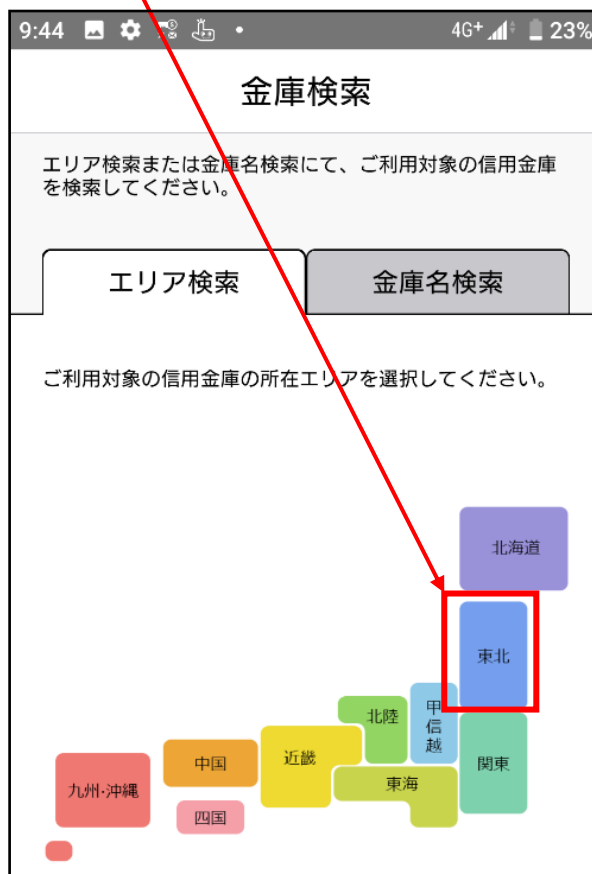 9:44 4G+ 23%
金庫検索
エリア検索または金庫名検索にて、ご利用対象の信用金庫
を検索してください。
エリア検索 金庫名検索
ご利用対象の信用金庫の所在エリアを選択してください。
北海道
東北
北陸
甲信越
近畿
中国
関東
東海
九州·沖縄
四国